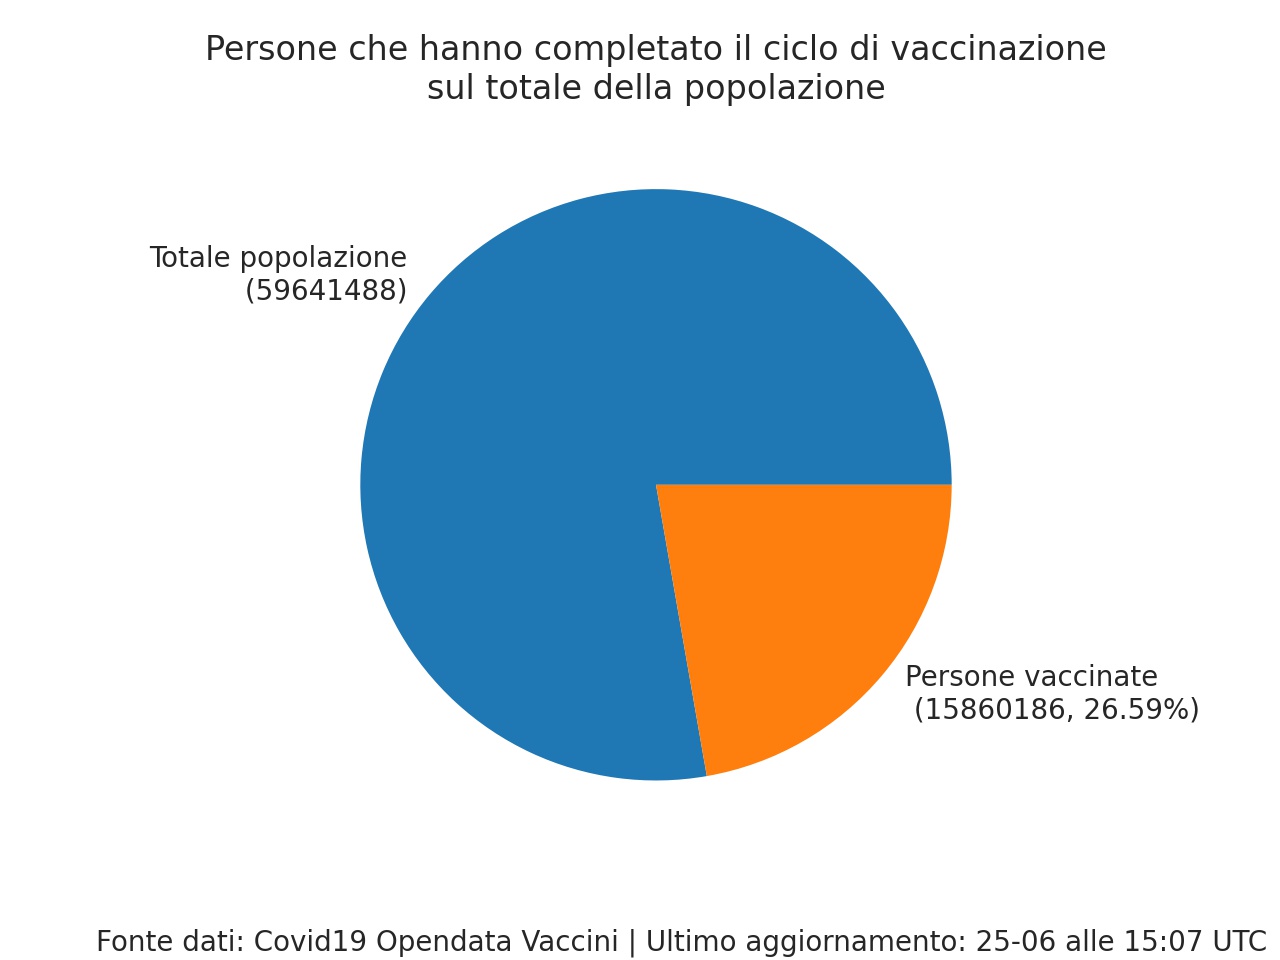 Persone che hanno completato il ciclo di vaccinazione
sul totale della popolazione
Totale popolazione
(59641488)
Persone vaccinate
(15860186, 26.59%)
Fonte dati: Covid19 Opendata Vaccini | Ultimo aggiornamento: 25-06 alle 15:07 UTC